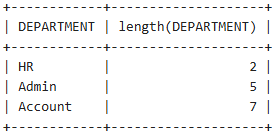 +------------+--------------------+
| DEPARTMENT | length(DEPARTMENT) |
+------------+--------------------+
| HR         |                  2 |
| Admin      |                  5 |
| Account    |                  7 |
+------------+--------------------+